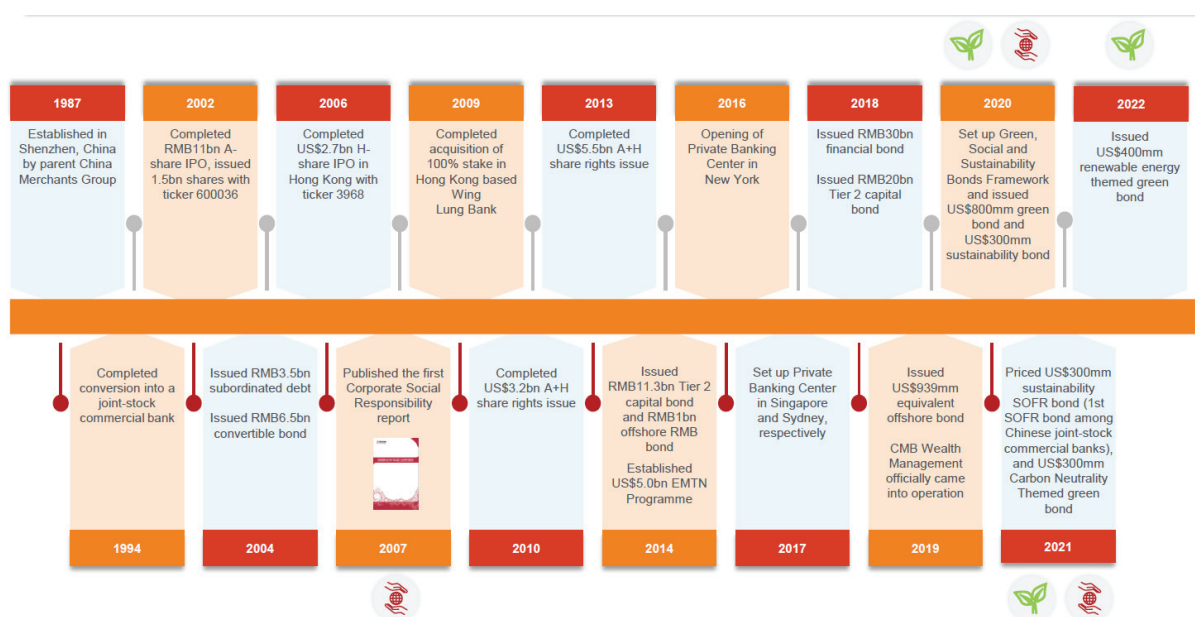 1987
Established in
Shenzhen, China
by parent China
Merchants Group
2002
Completed
RMB11bn A-
share IPO, issued
1.5bn shares with
ticker 600036
2006
Completed
US$2.7bn H-
share IPO in
Hong Kong with
ticker 3968
2009
Completed
acquisition of
100% stake in
Hong Kong based
Wing
Lung Bank
2013
Completed
US$5.5bn A+H
share rights issue
2016
Opening of
Private Banking
Center in
New York
2018
Issued RMB30bn
financial bond
Issued RMB20bn
Tier 2 capital
bond
2020
Set up Green,
Social and
Sustainability
Bonds Framework
and issued
US$800mm green
bond and
US$300mm
sustainability bond
2022
Issued
US$400mm
renewable energy
themed green
bond
Completed
conversion into a
joint-stock
commercial bank
1994
Issued RMB3.5bn
subordinated debt
Issued RMB6.5bn
convertible bond
2004
Published the first
Corporate Social
Responsibility
report
2007
Completed
US$3.2bn A+H
share rights issue
2010
Issued
RMB11.3bn Tier 2
capital bond
and RMB1bn
offshore RMB
bond
Established
US$5.0bn EMTN
Programme
2014
Set up Private
Banking Center
in Singapore
and Sydney,
respectively
2017
Issued
US$939mm
equivalent
offshore bond
CMB Wealth
Management
officially came
into operation
2019
Priced US$300mm
sustainability
SOFR bond (1st
SOFR bond among
Chinese joint-stock
commercial banks),
and US$300mm
Carbon Neutrality
Themed green
bond
2021